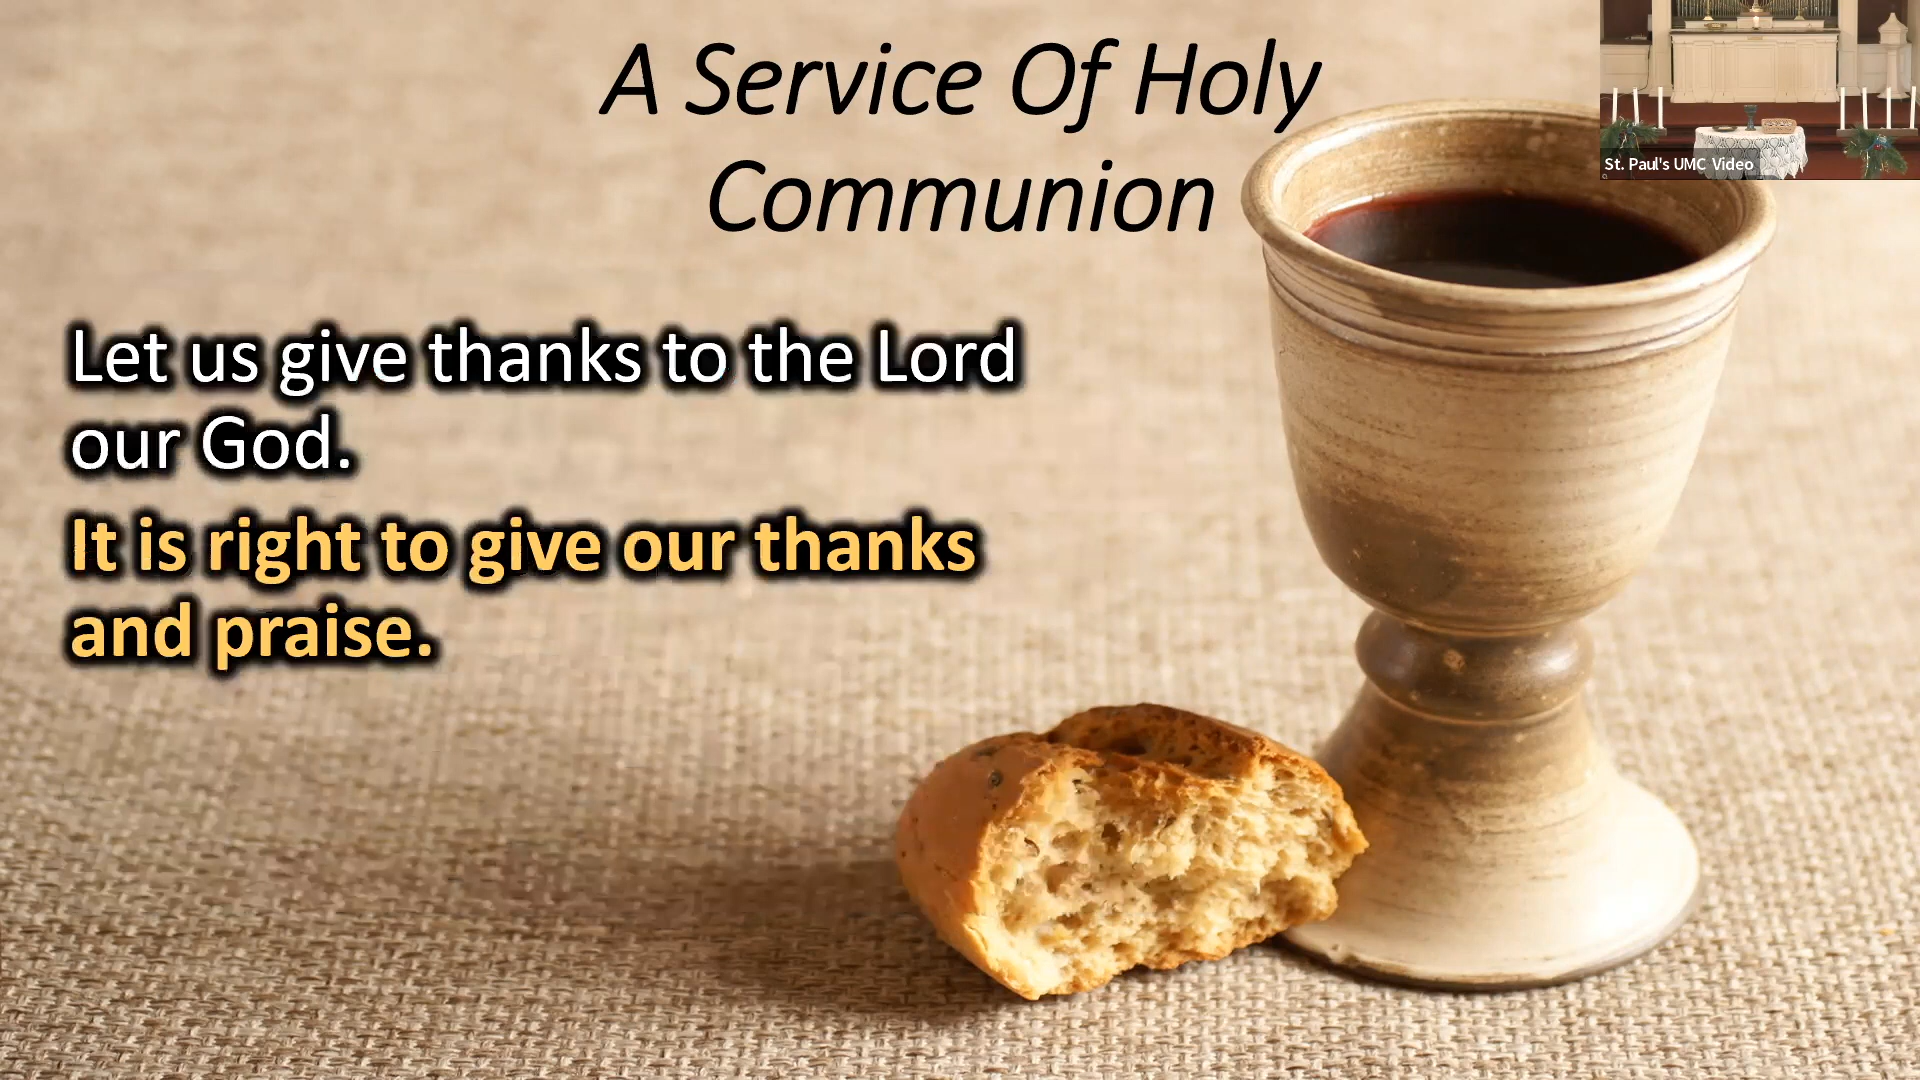 A Service Of Holy
Communion
St. Paul's UMC Video
Let us give thanks to the Lord
our God.
It is right to give our thanks
and praise.